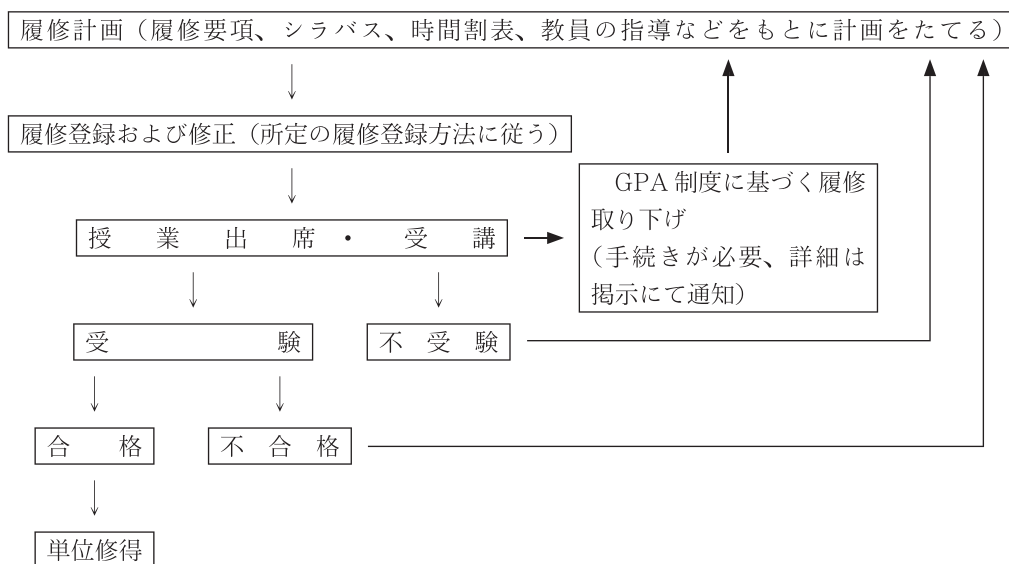 履修計画（履修要項、シラバス、時間割表、教員の指導などをもとに計画をたてる）
履修登録および修正（所定の履修登録方法に従う）
GPA 制度に基づく履修
取り下げ
（手続きが必要、詳細は
掲示にて通知）
授業出席・受講
受験
不受験
合格
不合格
単位修得